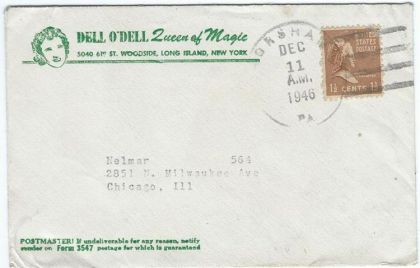 DELL O'DELL Queen of Magic
5040 61st ST. WOODSIDE, LONG ISLAND, NEW YORK
DEC
11
A.M.
1946
PA
STATES
POSTAGE
1½ CENTS 1½
Nelmar 564
2851 N. Milwaukee Ave
Chicago, Ill
POSTMASTER! If undeliverable for any reason, notify
sender on Form 3547 postage for which is guaranteed